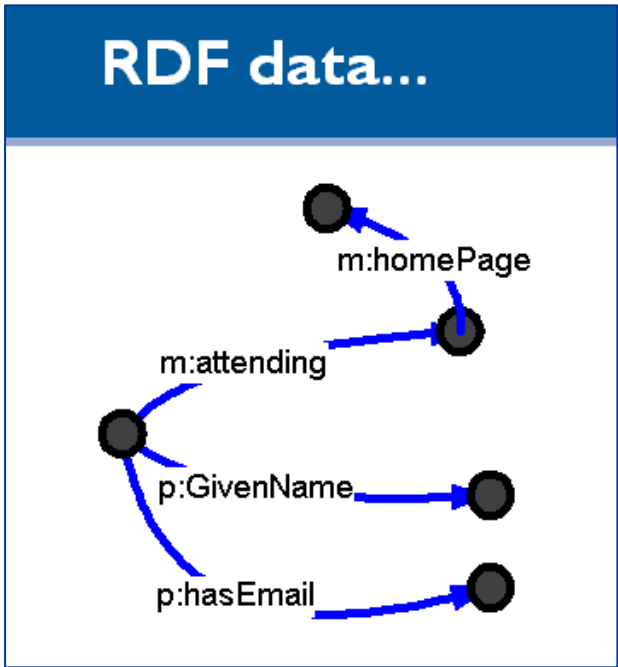 RDF data...
m:homePage
m:attending
p:GivenName
p:hasEmail